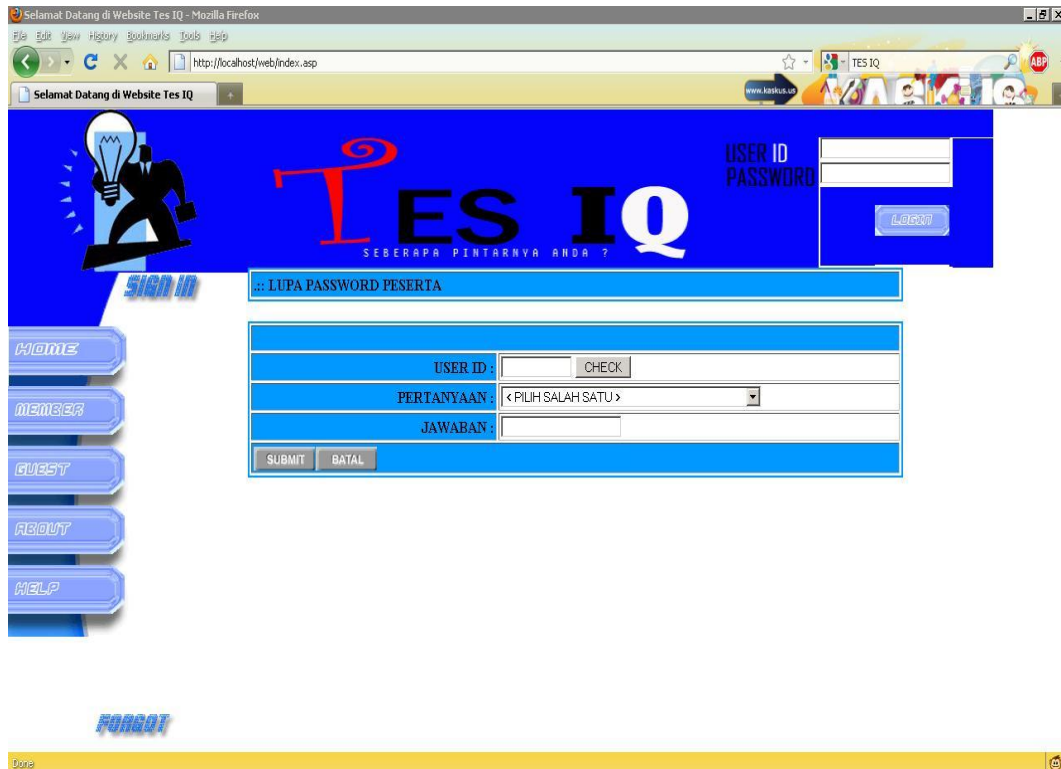 Selamat Datang di Website Tes IQ - Mozilla Firefox
File Edit View History Bookmarks Tools Help
http://localhost/web/index.asp
TES IQ
ABP
Selamat Datang di Website Tes IQ
+
www.kaskus.us
KASKUS
TES IQ
SEBERAPA PINTARNYA ANDA ?
USER ID
PASSWORD
LOGIN
SIGN IN
.:: LUPA PASSWORD PESERTA
HOME
MEMBER
GUEST
ABOUT
HELP
USER ID :
CHECK
PERTANYAAN :
< PILIH SALAH SATU >
JAWABAN :
SUBMIT BATAL
FORGOT
Done